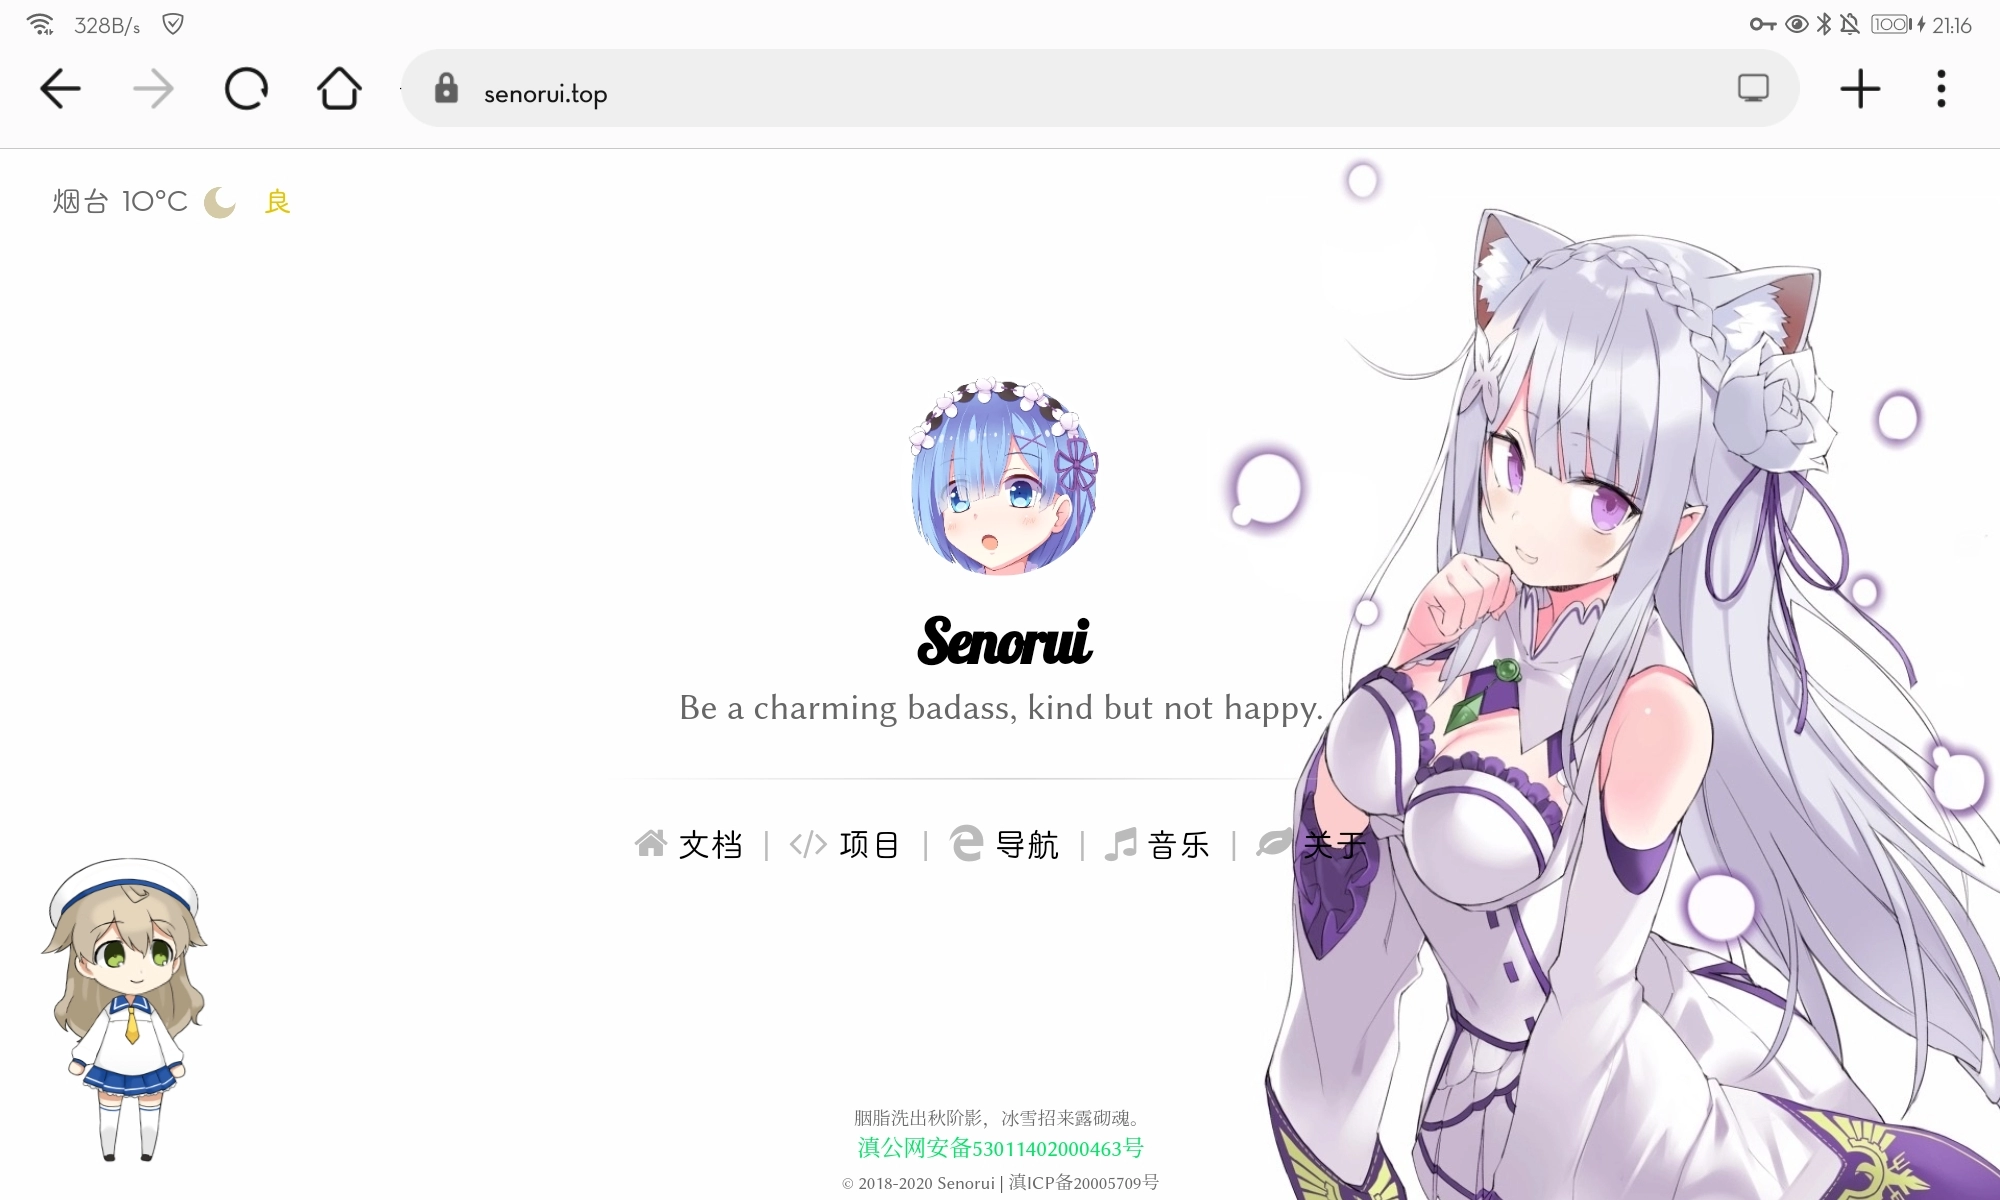 328B/s 100 21:16
senorui.top
烟台 10°C 良
Senorui
Be a charming badass, kind but not happy.
文档 | </> 项目 | 导航 | 音乐 | 关于
胭脂洗出秋阶影，冰雪招来露砌魂。
滇公网安备53011402000463号
© 2018-2020 Senorui | 滇ICP备20005709号